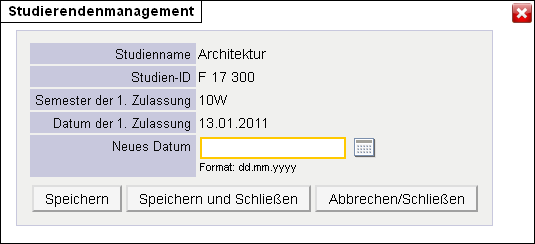 Studierendenmanagement
Studienname Architektur
Studien-ID F 17 300
Semester der 1. Zulassung 10W
Datum der 1. Zulassung 13.01.2011
Neues Datum
Format: dd.mm.yyyy
Speichern Speichern und Schließen Abbrechen/Schließen